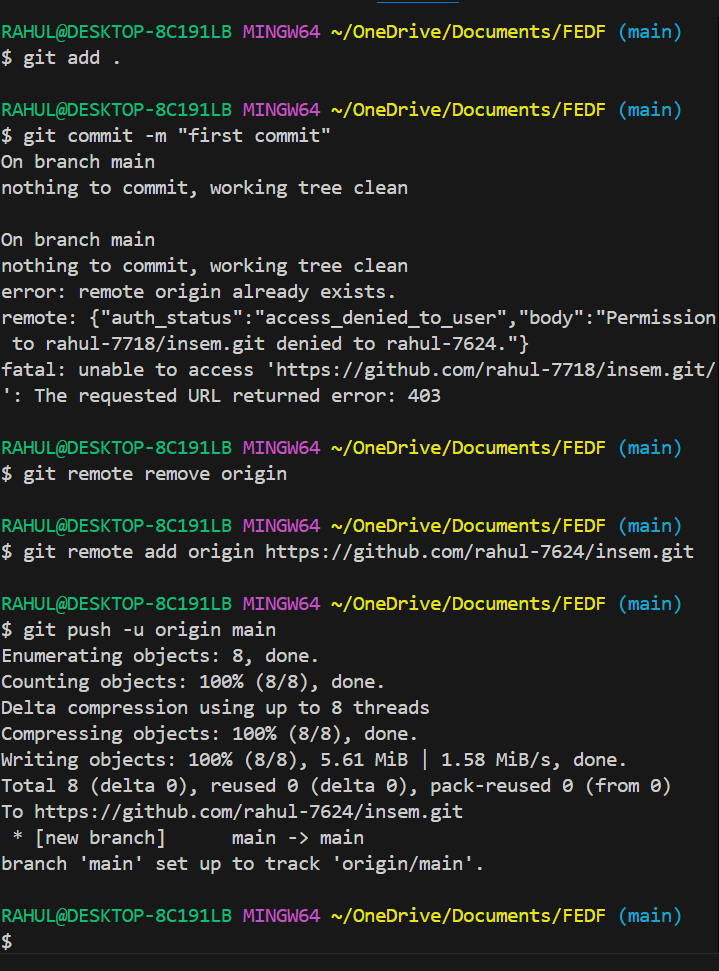 RAHUL@DESKTOP-8C191LB MINGW64 ~/OneDrive/Documents/FEDF (main)
$ git add .
RAHUL@DESKTOP-8C191LB MINGW64 ~/OneDrive/Documents/FEDF (main)
$ git commit -m "first commit"
On branch main
nothing to commit, working tree clean
On branch main
nothing to commit, working tree clean
error: remote origin already exists.
remote: {"auth_status":"access_denied_to_user","body":"Permission
 to rahul-7718/insem.git denied to rahul-7624."}
fatal: unable to access 'https://github.com/rahul-7718/insem.git/
': The requested URL returned error: 403
RAHUL@DESKTOP-8C191LB MINGW64 ~/OneDrive/Documents/FEDF (main)
$ git remote remove origin
RAHUL@DESKTOP-8C191LB MINGW64 ~/OneDrive/Documents/FEDF (main)
$ git remote add origin https://github.com/rahul-7624/insem.git
RAHUL@DESKTOP-8C191LB MINGW64 ~/OneDrive/Documents/FEDF (main)
$ git push -u origin main
Enumerating objects: 8, done.
Counting objects: 100% (8/8), done.
Delta compression using up to 8 threads
Compressing objects: 100% (8/8), done.
Writing objects: 100% (8/8), 5.61 MiB | 1.58 MiB/s, done.
Total 8 (delta 0), reused 0 (delta 0), pack-reused 0 (from 0)
To https://github.com/rahul-7624/insem.git
 * [new branch]      main -> main
branch 'main' set up to track 'origin/main'.
RAHUL@DESKTOP-8C191LB MINGW64 ~/OneDrive/Documents/FEDF (main)
$